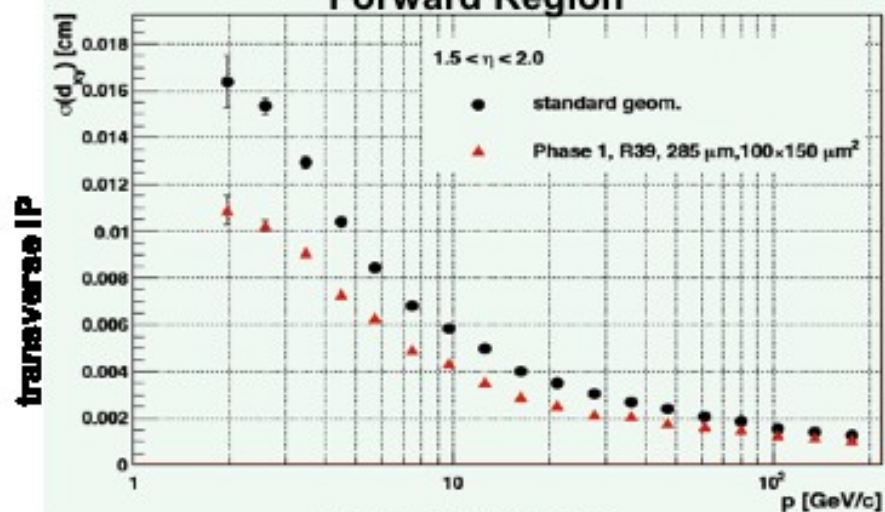 Forward Region
σ(d_xy) [cm]
0.018
0.016
0.014
0.012
0.01
0.008
0.006
0.004
0.002
0
1.5 < η < 2.0
standard geom.
Phase 1, R39, 285 μm,100×150 μm²
transverse IP
1
10
10²
p [GeV/c]